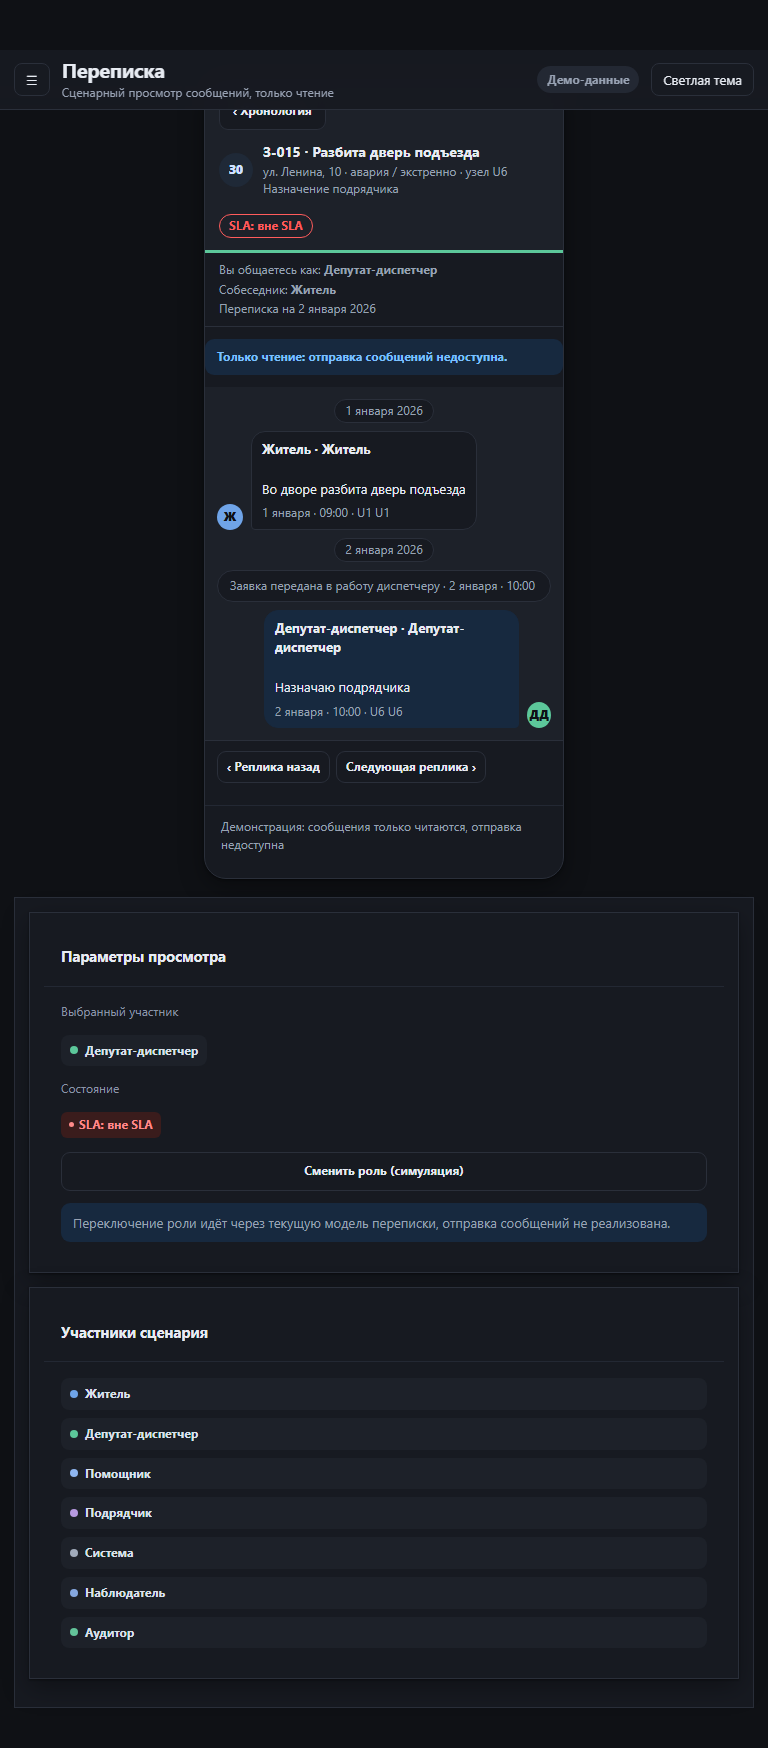 ☰
Переписка
Сценарный просмотр сообщений, только чтение
Демо-данные
Светлая тема
‹ Хронология
30
З-015 · Разбита дверь подъезда
ул. Ленина, 10 · авария / экстренно · узел U6
Назначение подрядчика
SLA: вне SLA
Вы общаетесь как: Депутат-диспетчер
Собеседник: Житель
Переписка на 2 января 2026
Только чтение: отправка сообщений недоступна.
1 января 2026
Житель · Житель
Во дворе разбита дверь подъезда
1 января · 09:00 · U1 U1
Ж
2 января 2026
Заявка передана в работу диспетчеру · 2 января · 10:00
Депутат-диспетчер · Депутат-
диспетчер
Назначаю подрядчика
2 января · 10:00 · U6 U6
ДД
‹ Реплика назад
Следующая реплика ›
Демонстрация: сообщения только читаются, отправка
недоступна
Параметры просмотра
Выбранный участник
Депутат-диспетчер
Состояние
• SLA: вне SLA
Сменить роль (симуляция)
Переключение роли идёт через текущую модель переписки, отправка сообщений не реализована.
Участники сценария
Житель
Депутат-диспетчер
Помощник
Подрядчик
Система
Наблюдатель
Аудитор